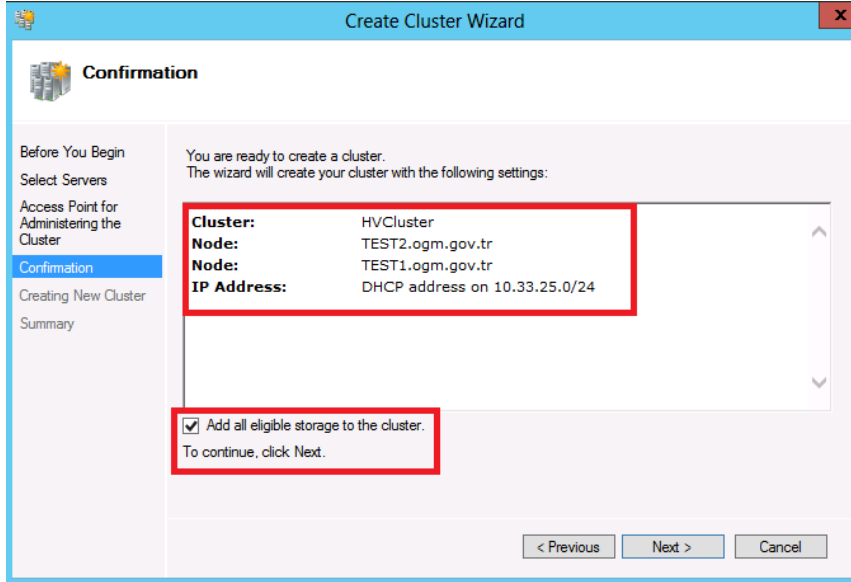 Create Cluster Wizard
x
Confirmation
Before You Begin
Select Servers
Access Point for
Administering the
Cluster
Confirmation
Creating New Cluster
Summary
You are ready to create a cluster.
The wizard will create your cluster with the following settings:
Cluster: HVCluster
Node: TEST2.ogm.gov.tr
Node: TEST1.ogm.gov.tr
IP Address: DHCP address on 10.33.25.0/24
Add all eligible storage to the cluster.
To continue, click Next.
< Previous Next > Cancel